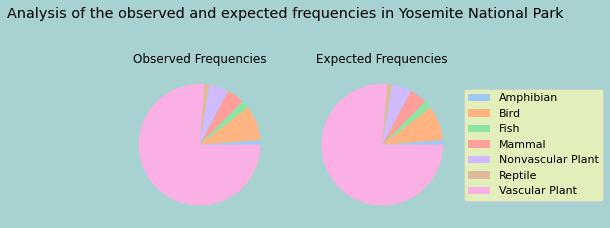 Analysis of the observed and expected frequencies in Yosemite National Park
Observed Frequencies
Expected Frequencies
Amphibian
Bird
Fish
Mammal
Nonvascular Plant
Reptile
Vascular Plant